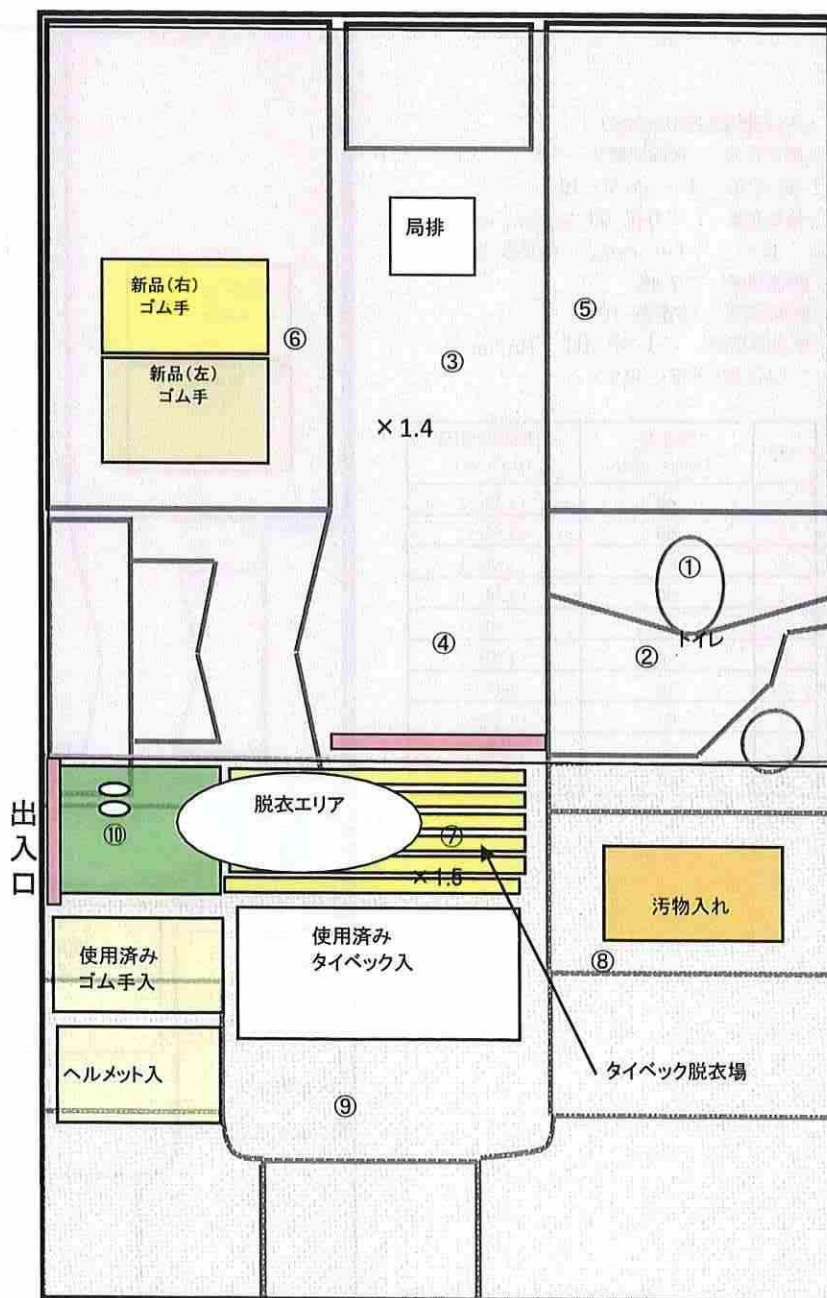 局排
新品(右)
ゴム手
⑥
⑤
③
新品(左)
ゴム手
×1.4
①
トイレ
②
④
出入口
脱衣エリア
⑩
⑦
×1.6
汚物入れ
使用済み
ゴム手入
使用済み
タイベック入
⑧
ヘルメット入
タイベック脱衣場
⑨